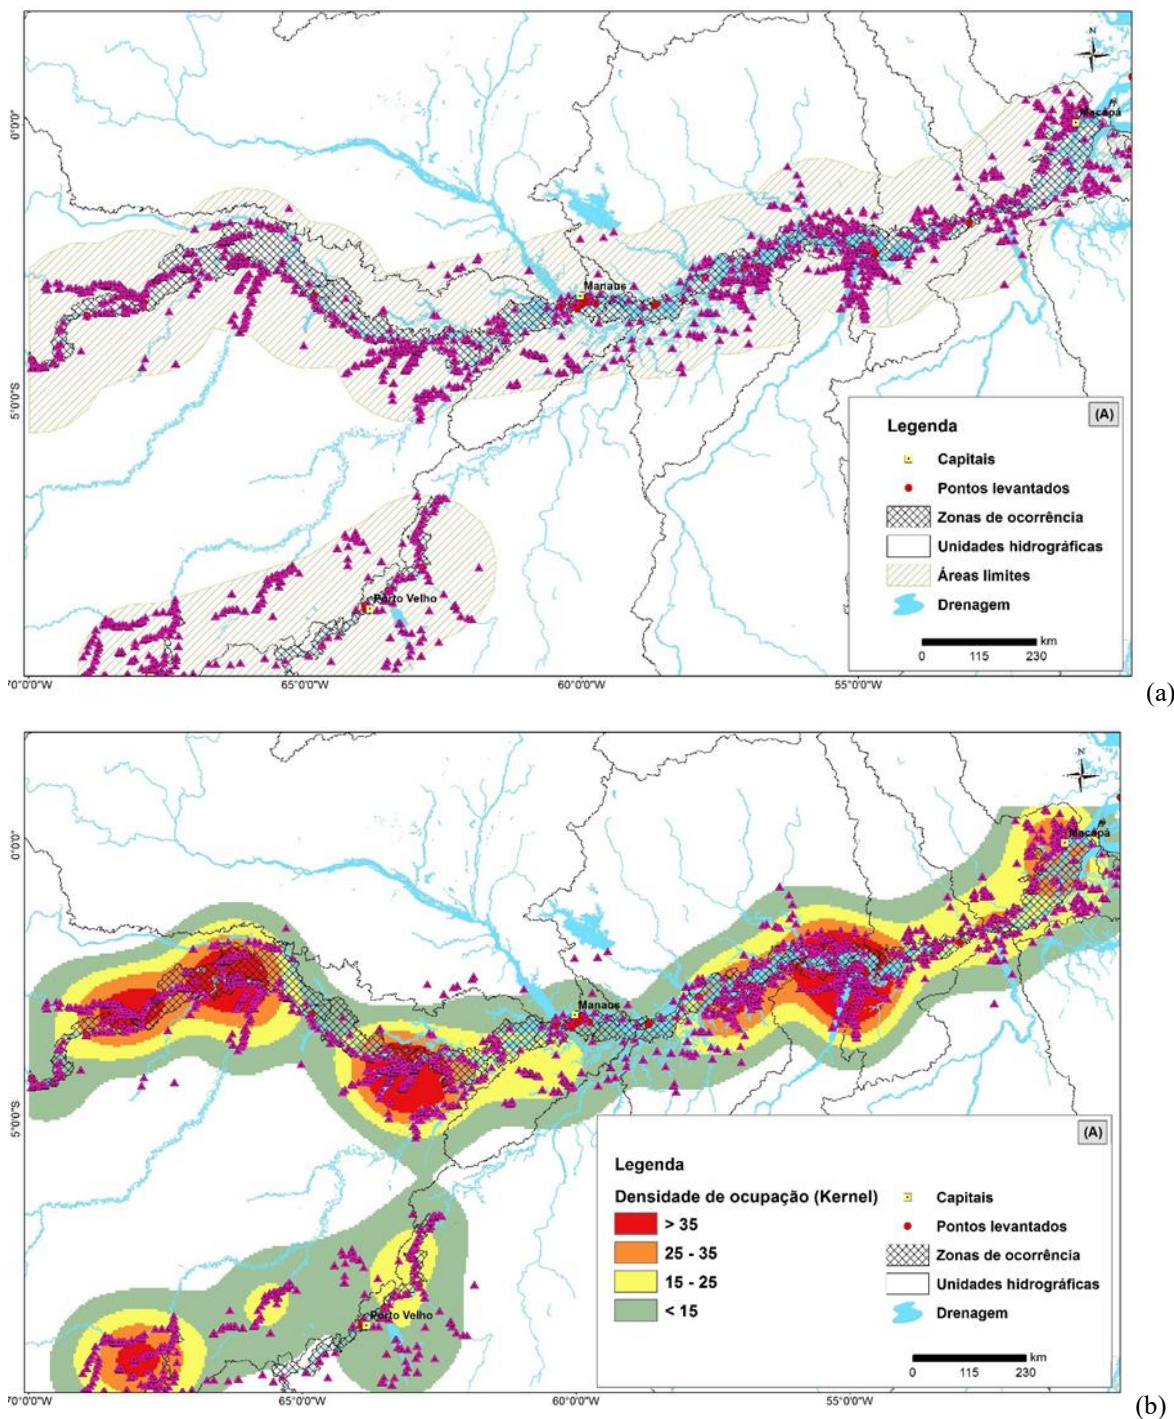 N
0°0'0"
Macapá
Manaus
5°0'0"S
(A)
Legenda
Capitais
Pontos levantados
Zonas de ocorrência
Unidades hidrográficas
Áreas limites
Drenagem
km
0 115 230
Porto Velho
70°0'0"W 65°0'0"W 60°0'0"W 55°0'0"W
(a)
N
0°0'0"
Macapá
Manaus
5°0'0"S
(A)
Legenda
Densidade de ocupação (Kernel)
> 35
25 - 35
15 - 25
< 15
Capitais
Pontos levantados
Zonas de ocorrência
Unidades hidrográficas
Drenagem
km
0 115 230
Porto Velho
70°0'0"W 65°0'0"W 60°0'0"W 55°0'0"W
(b)